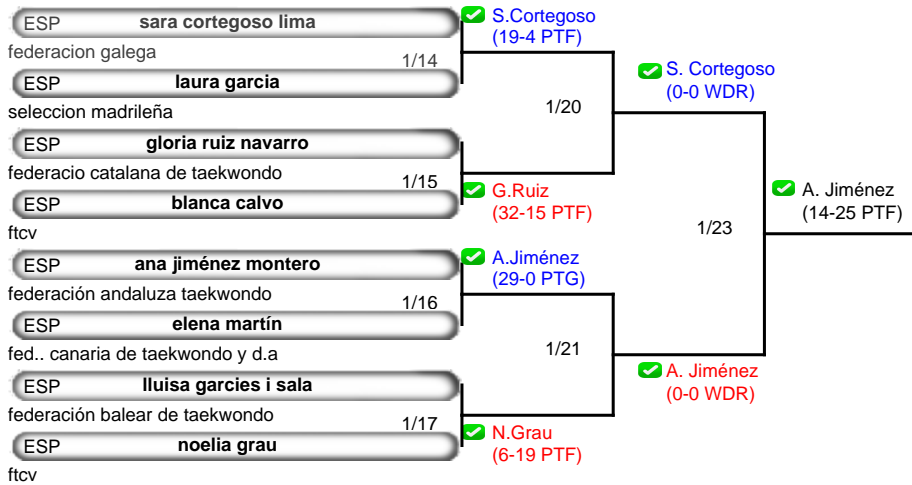 ESP sara cortegoso lima
federacion galega
1/14
ESP laura garcia
seleccion madrileña
S.Cortegoso
(19-4 PTF)
ESP gloria ruiz navarro
federacio catalana de taekwondo
1/15
ESP blanca calvo
ftcv
G.Ruiz
(32-15 PTF)
1/20
S. Cortegoso
(0-0 WDR)
ESP ana jiménez montero
federación andaluza taekwondo
1/16
ESP elena martín
fed.. canaria de taekwondo y d.a
A.Jiménez
(29-0 PTG)
ESP lluisa garcies i sala
federación balear de taekwondo
1/17
ESP noelia grau
ftcv
N.Grau
(6-19 PTF)
1/21
A. Jiménez
(0-0 WDR)
1/23
A. Jiménez
(14-25 PTF)